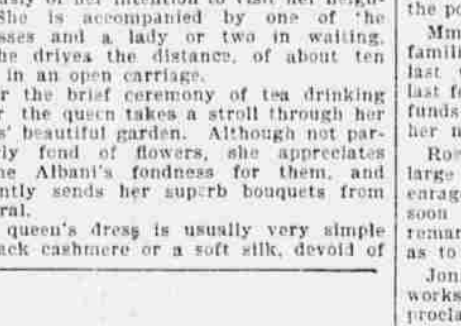 of her intention to visit her neigh-
She is accompanied by one of the
sses and a lady or two in waiting.
he drives the distance, of about ten
in an open carriage.
r the brief ceremony of tea drinking
r the queen takes a stroll through her
s' beautiful garden. Although not par-
ly fond of flowers, she appreciates
ne Albani's fondness for them, and
ntly sends her superb bouquets from
ral.
queen's dress is usually very simple
ack cashmere or a soft silk, devoid of
the po
Mm
famili
last
last fe
funds
her n
Ro
large
enrage
soon
remar
as to
Jon
works
procla